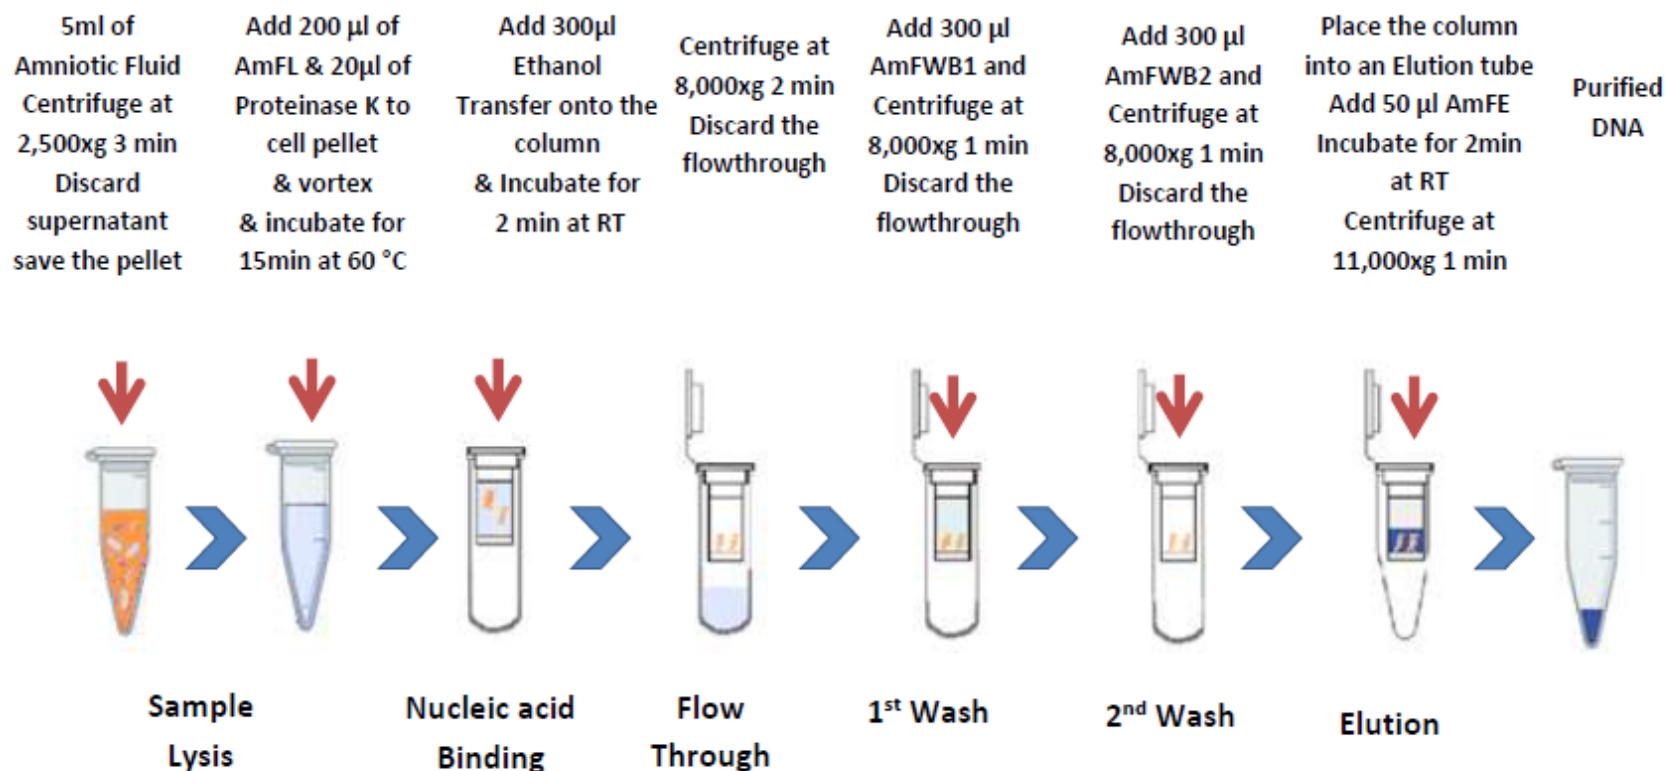 5ml of
Amniotic Fluid
Centrifuge at
2,500xg 3 min
Discard
supernatant
save the pellet
Add 200 µl of
AmFL & 20µl of
Proteinase K to
cell pellet
& vortex
& incubate for
15min at 60 °C
Add 300µl
Ethanol
Transfer onto the
column
& Incubate for
2 min at RT
Centrifuge at
8,000xg 2 min
Discard the
flowthrough
Add 300 µl
AmFWB1 and
Centrifuge at
8,000xg 1 min
Discard the
flowthrough
Add 300 µl
AmFWB2 and
Centrifuge at
8,000xg 1 min
Discard the
flowthrough
Place the column
into an Elution tube
Add 50 µl AmFE
Incubate for 2min
at RT
Centrifuge at
11,000xg 1 min
Purified
DNA
Sample
Lysis
Nucleic acid
Binding
Flow
Through
1st Wash
2nd Wash
Elution